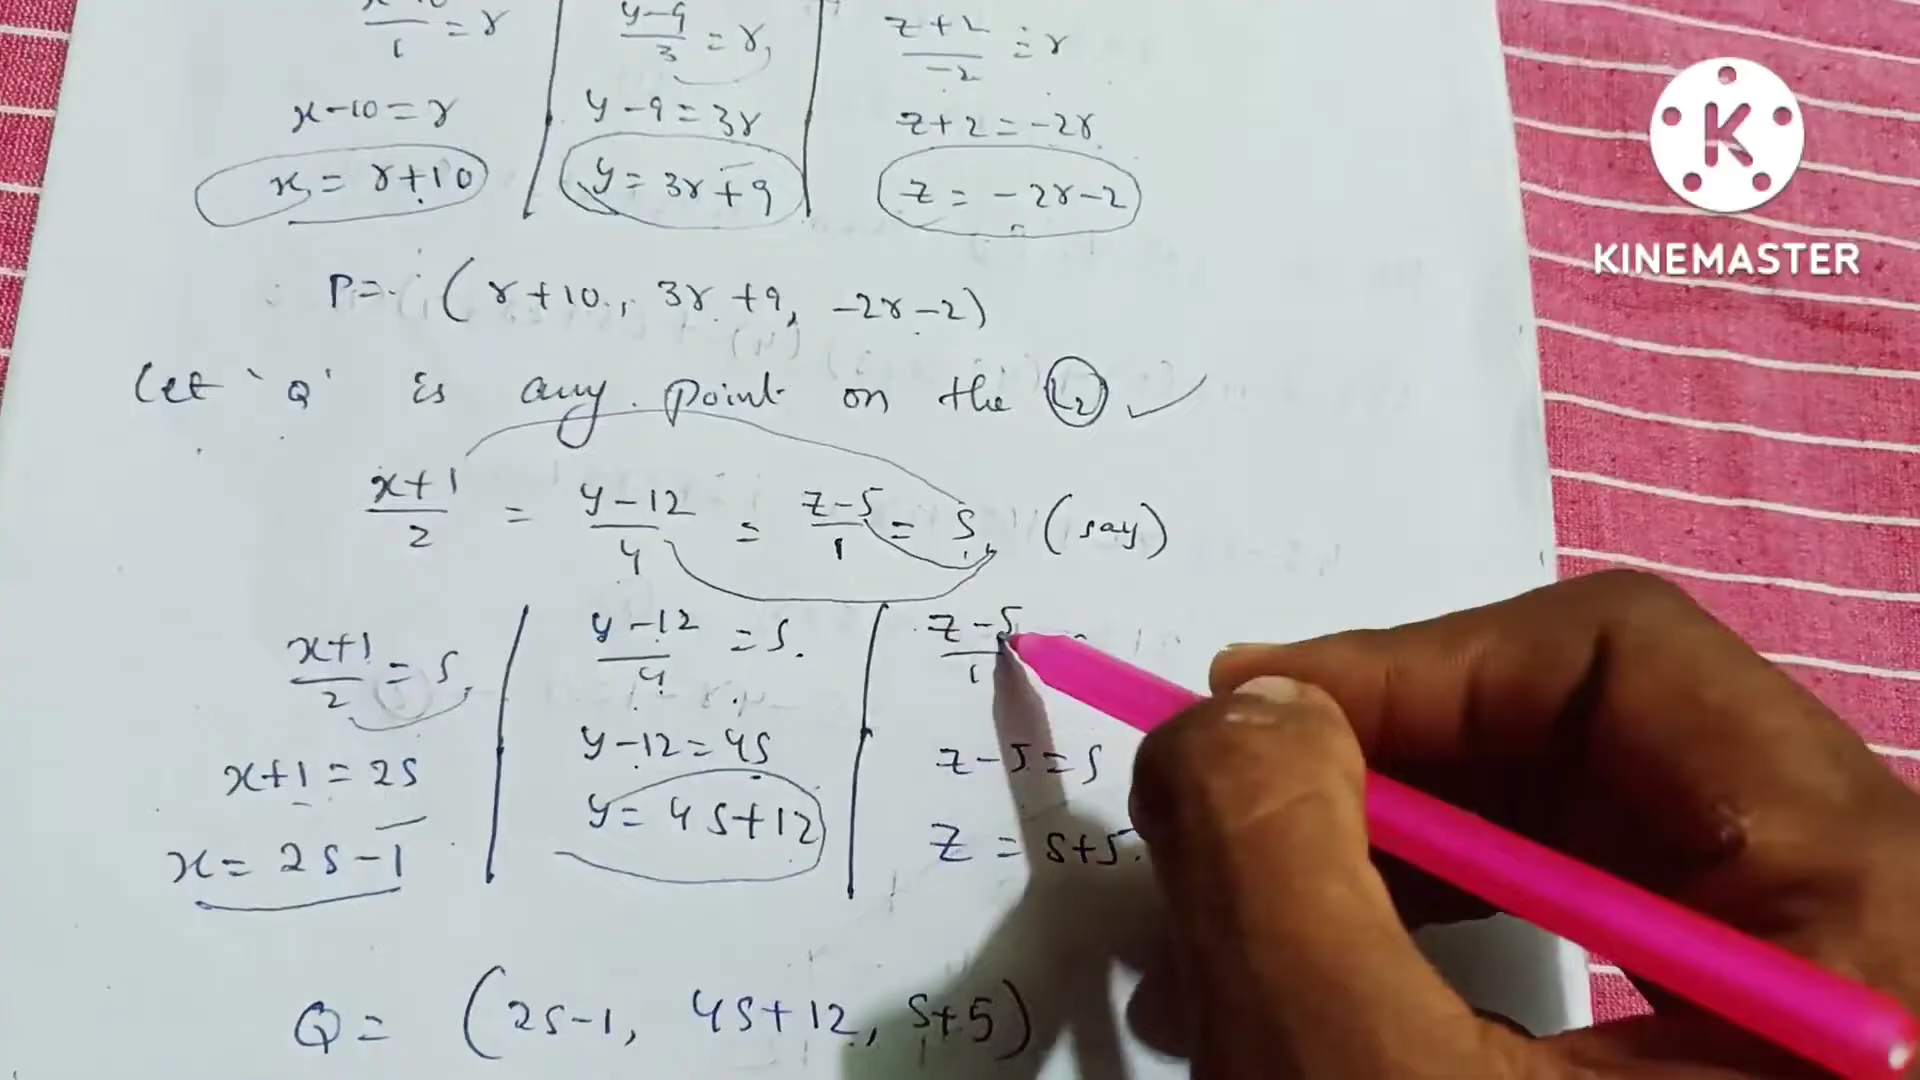 x-10/1 = r | y-9/3 = r, | z+2/-2 = r
x-10 = r | y-9 = 3r | z+2 = -2r
x = r+10 | y = 3r+9 | z = -2r-2
P = (r+10, 3r+9, -2r-2)
Let 'Q' is any point on the L2
x+1/2 = y-12/4 = z-5/1 = s, (say)
x+1/2 = s, | y-12/4 = s. | z-5/1
x+1 = 2s | y-12 = 4s | z-5 = s
x = 2s-1 | y = 4s+12 | z = s+5.
Q = (2s-1, 4s+12, s+5)
K
KINEMASTER